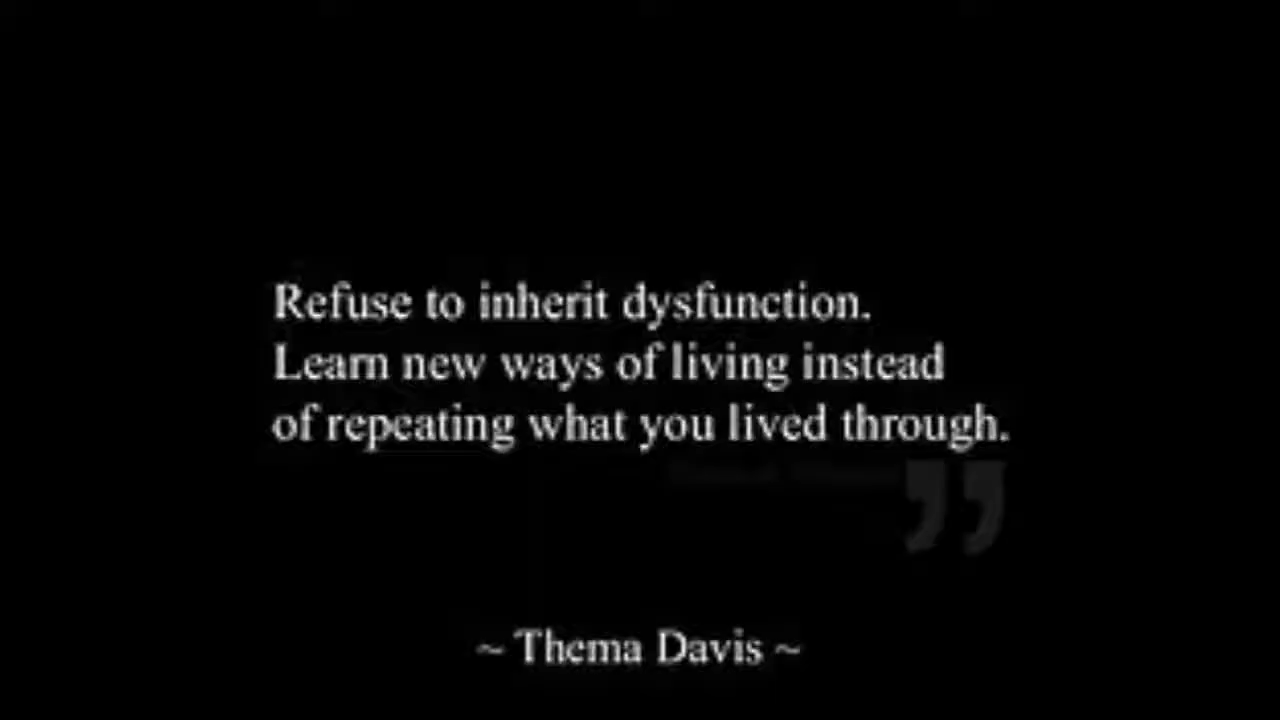 Refuse to inherit dysfunction.
Learn new ways of living instead
of repeating what you lived through.
”
~ Thema Davis ~